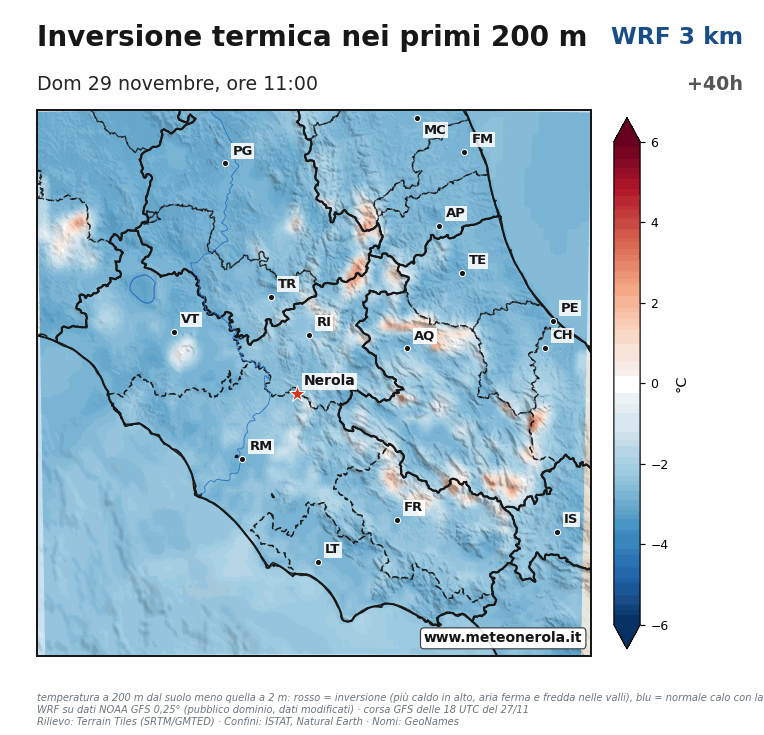 Inversione termica nei primi 200 m WRF 3 km
Dom 29 novembre, ore 11:00 +40h
MC
FM
PG
AP
TE
TR
PE
VT
RI
AQ
CH
Nerola
RM
FR
IS
LT
www.meteonerola.it
6
4
2
0
−2
−4
−6
°C
temperatura a 200 m dal suolo meno quella a 2 m: rosso = inversione (più caldo in alto, aria ferma e fredda nelle valli), blu = normale calo con la
WRF su dati NOAA GFS 0,25° (pubblico dominio, dati modificati) · corsa GFS delle 18 UTC del 27/11
Rilievo: Terrain Tiles (SRTM/GMTED) · Confini: ISTAT, Natural Earth · Nomi: GeoNames